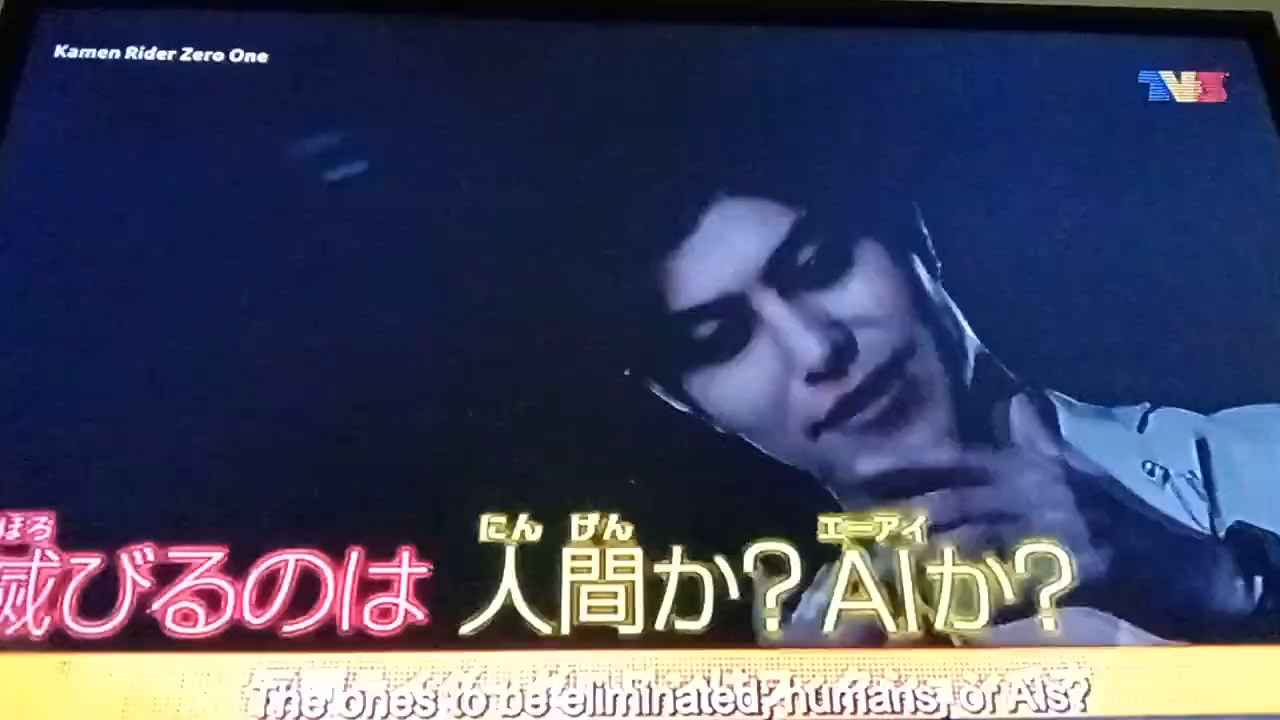 Kamen Rider Zero One
TV3
ほろ にん げん エーアイ
滅びるのは 人間か?AIか?
The ones to be eliminated, humans, or AIs?